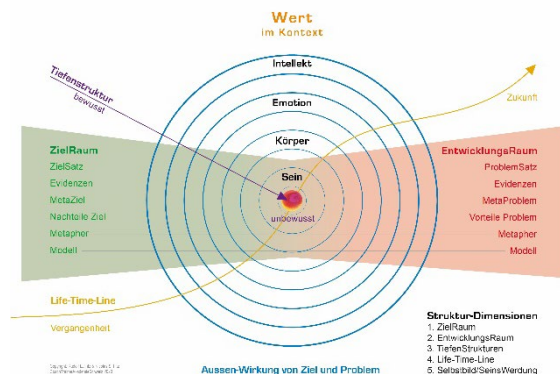 Wert
im Kontext
Intellekt
Emotion
Körper
Sein
unbewusst
Tiefenstruktur
bewusst
Zukunft
ZielRaum
ZielSatz
Evidenzen
MetaZiel
Nachteile Ziel
Metapher
Modell
EntwicklungsRaum
ProblemSatz
Evidenzen
MetaProblem
Vorteile Problem
Metapher
Modell
Life-Time-Line
Vergangenheit
Struktur-Dimensionen
1. ZielRaum
2. EntwicklungsRaum
3. TiefenStrukturen
4. Life-Time-Line
5. Selbstbild/SeinsWerdung
Aussen-Wirkung von Ziel und Problem